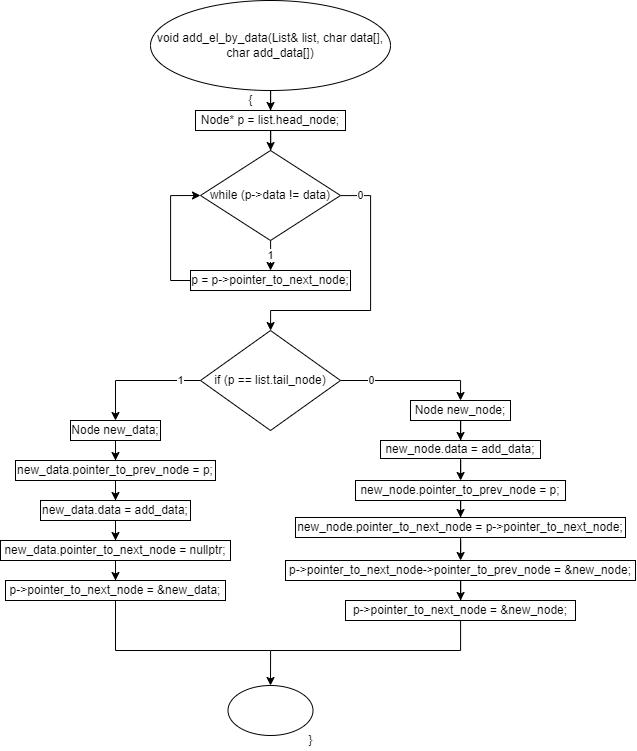 void add_el_by_data(List& list, char data[],
char add_data[])
{
Node* p = list.head_node;
while (p->data != data)
0
1
p = p->pointer_to_next_node;
if (p == list.tail_node)
1
0
Node new_data;
new_data.pointer_to_prev_node = p;
new_data.data = add_data;
new_data.pointer_to_next_node = nullptr;
p->pointer_to_next_node = &new_data;
Node new_node;
new_node.data = add_data;
new_node.pointer_to_prev_node = p;
new_node.pointer_to_next_node = p->pointer_to_next_node;
p->pointer_to_next_node->pointer_to_prev_node = &new_node;
p->pointer_to_next_node = &new_node;
}